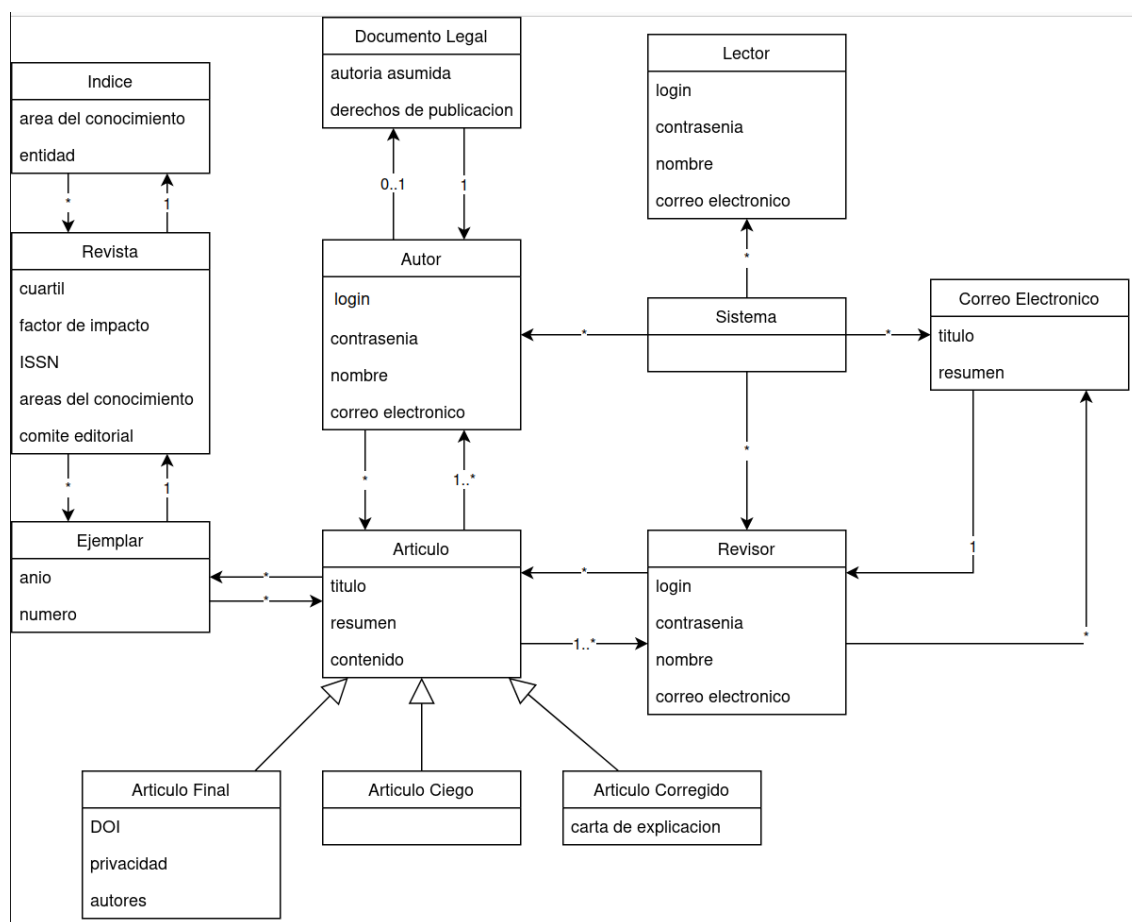 Documento Legal
autoria asumida
derechos de publicacion
Lector
login
contrasenia
nombre
correo electronico
Indice
area del conocimiento
entidad
*
1
0..1
1
*
Revista
cuartil
factor de impacto
ISSN
areas del conocimiento
comite editorial
Autor
login
contrasenia
nombre
correo electronico
*
Sistema
*
Correo Electronico
titulo
resumen
*
1
*
1..*
*
Ejemplar
anio
numero
*
*
Articulo
titulo
resumen
contenido
*
1..*
Revisor
login
contrasenia
nombre
correo electronico
1
*
Articulo Final
DOI
privacidad
autores
Articulo Ciego
Articulo Corregido
carta de explicacion